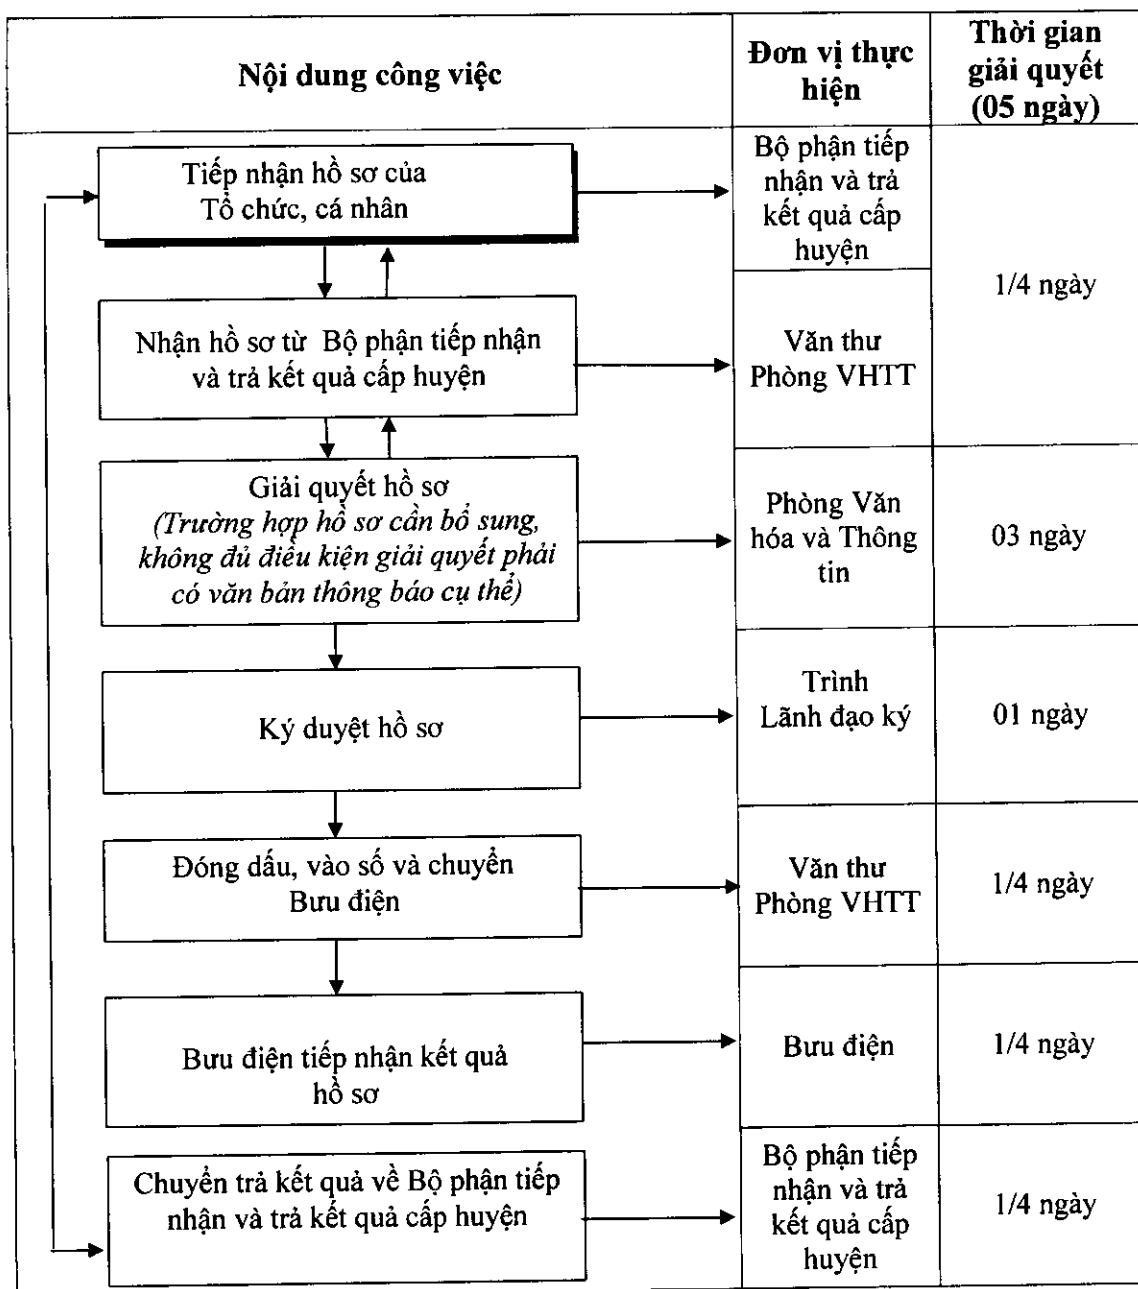 Nội dung công việc
Đơn vị thực
hiện
Thời gian
giải quyết
(05 ngày)
Tiếp nhận hồ sơ của
Tổ chức, cá nhân
Bộ phận tiếp
nhận và trả
kết quả cấp
huyện
1/4 ngày
Nhận hồ sơ từ Bộ phận tiếp nhận
và trả kết quả cấp huyện
Văn thư
Phòng VHTT
Giải quyết hồ sơ
(Trường hợp hồ sơ cần bổ sung,
không đủ điều kiện giải quyết phải
có văn bản thông báo cụ thể)
Phòng Văn
hóa và Thông
tin
03 ngày
Ký duyệt hồ sơ
Trình
Lãnh đạo ký
01 ngày
Đóng dấu, vào số và chuyển
Bưu điện
Văn thư
Phòng VHTT
1/4 ngày
Bưu điện tiếp nhận kết quả
hồ sơ
Bưu điện
1/4 ngày
Chuyển trả kết quả về Bộ phận tiếp
nhận và trả kết quả cấp huyện
Bộ phận tiếp
nhận và trả
kết quả cấp
huyện
1/4 ngày